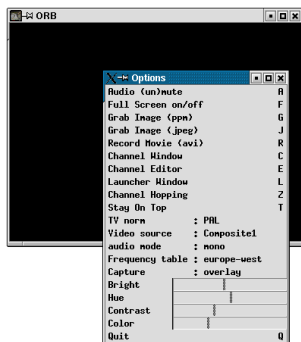 ORB
Options
Audio (un)mute A
Full Screen on/off F
Grab Image (ppm) G
Grab Image (jpeg) J
Record Movie (avi) R
Channel Window C
Channel Editor E
Launcher Window L
Channel Hopping Z
Stay On Top T
TV norm : PAL
Video source : Composite1
audio mode : mono
Frequency table : europe-west
Capture : overlay
Bright
Hue
Contrast
Color
Quit Q